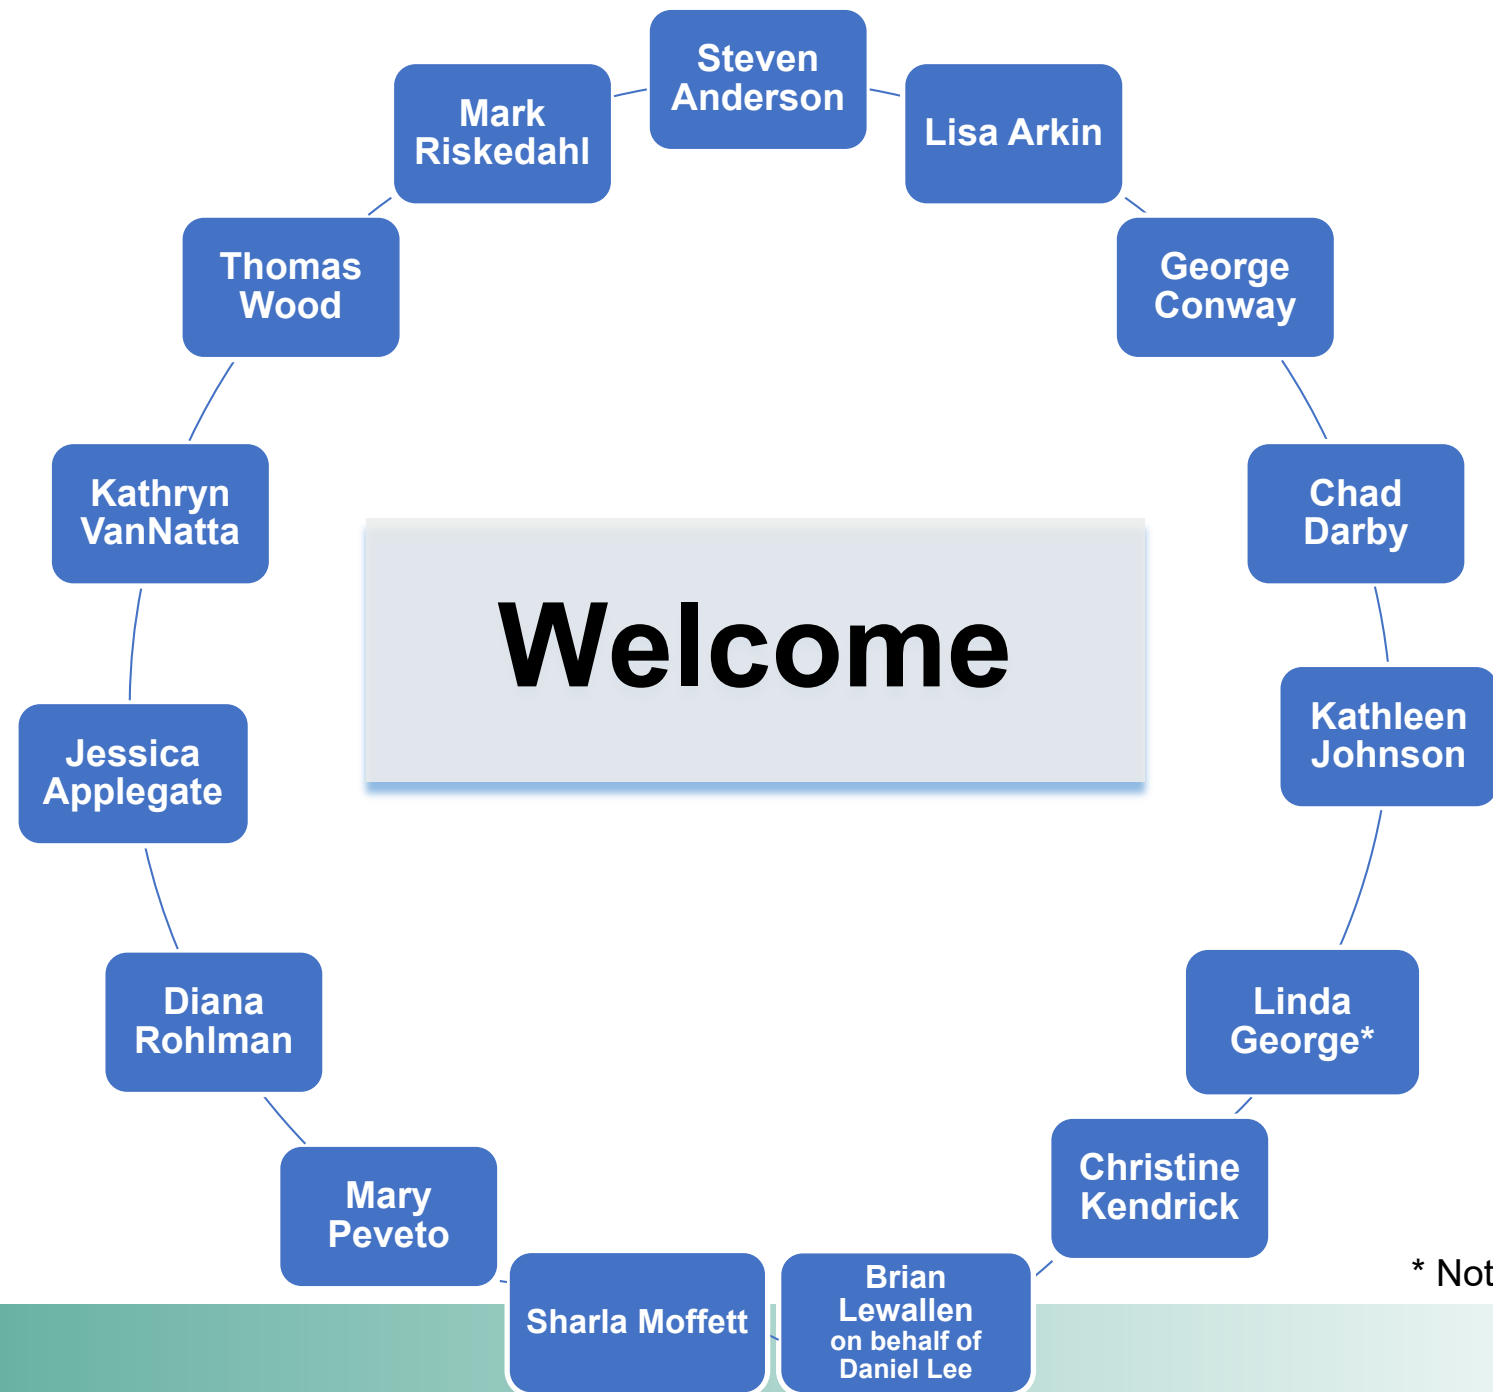 Steven
Anderson
Lisa Arkin
George
Conway
Chad
Darby
Kathleen
Johnson
Linda
George*
Christine
Kendrick
Brian
Lewallen
on behalf of
Daniel Lee
Sharla Moffett
Mary
Peveto
Diana
Rohlman
Jessica
Applegate
Kathryn
VanNatta
Thomas
Wood
Mark
Riskedahl
Welcome
* Not